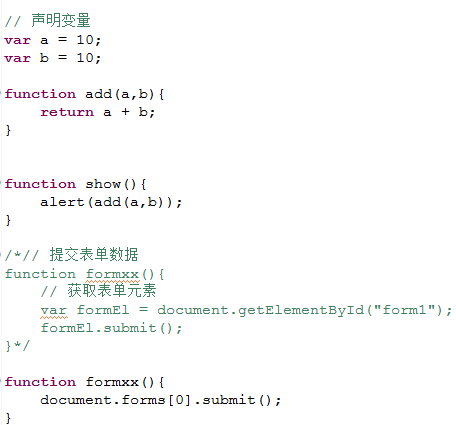 // 声明变量
var a = 10;
var b = 10;
function add(a,b){
    return a + b;
}
function show(){
    alert(add(a,b));
}
/*// 提交表单数据
function formxx(){
    // 获取表单元素
    var formEl = document.getElementById("form1");
    formEl.submit();
}*/
function formxx(){
    document.forms[0].submit();
}